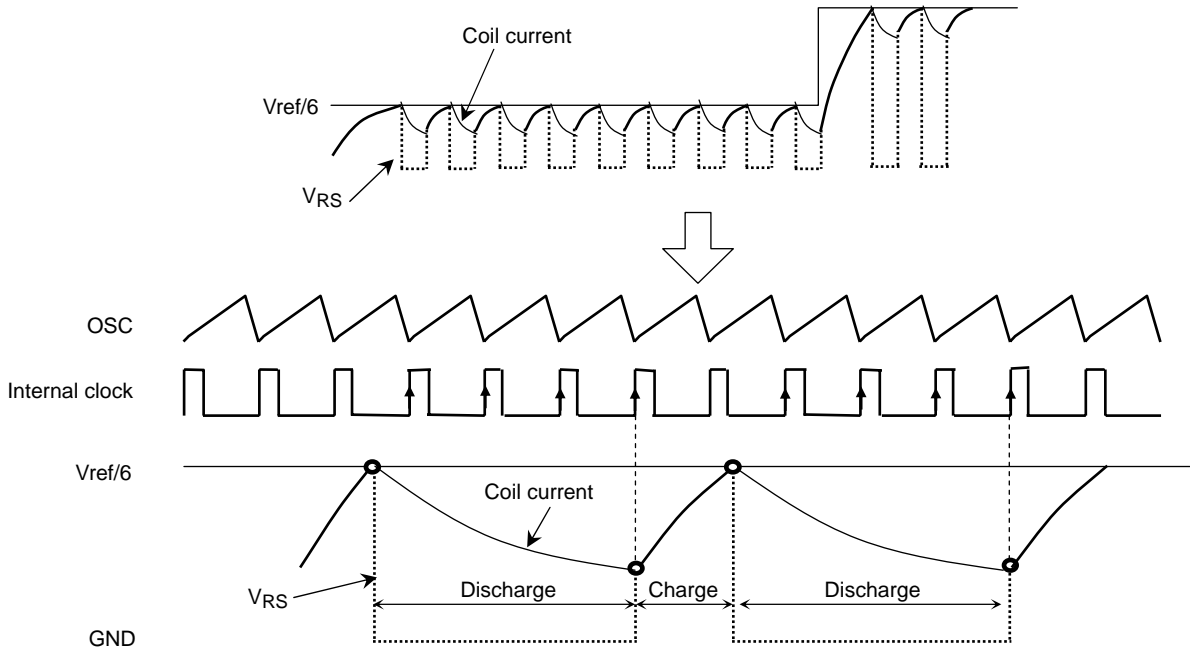 Coil current
Vref/6
VRS
OSC
Internal clock
Vref/6
Coil current
VRS
Discharge
Charge
Discharge
GND